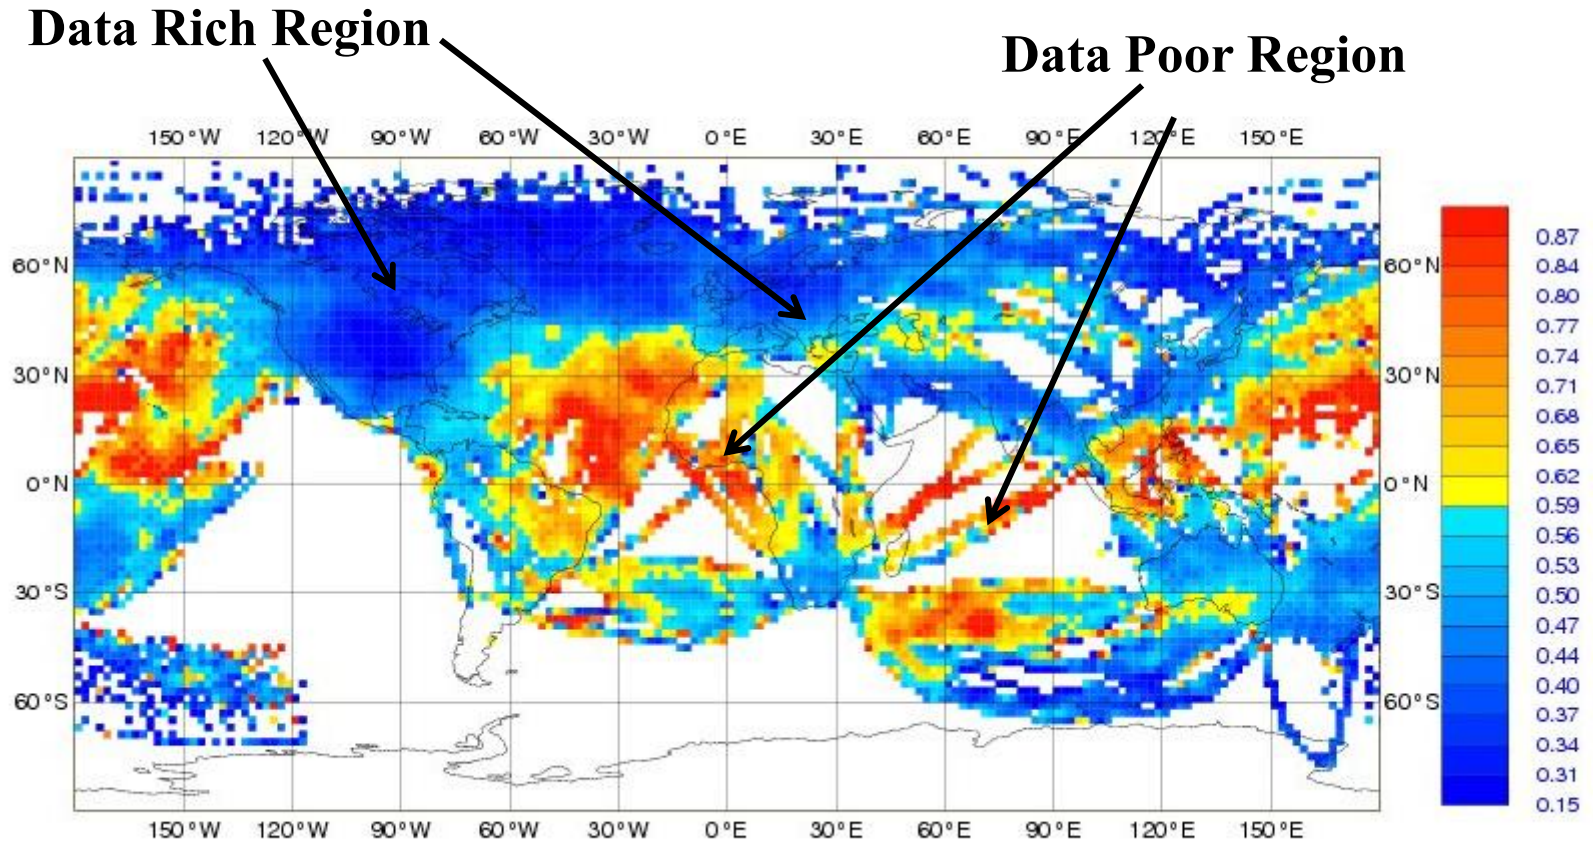 Data Rich Region
Data Poor Region
150°W 120°W 90°W 60°W 30°W 0°E 30°E 60°E 90°E 120°E 150°E
60°N 60°N
30°N 30°N
0°N 0°N
30°S 30°S
60°S 60°S
150°W 120°W 90°W 60°W 30°W 0°E 30°E 60°E 90°E 120°E 150°E
0.87
0.84
0.80
0.77
0.74
0.71
0.68
0.65
0.62
0.59
0.56
0.53
0.50
0.47
0.44
0.40
0.37
0.34
0.31
0.15